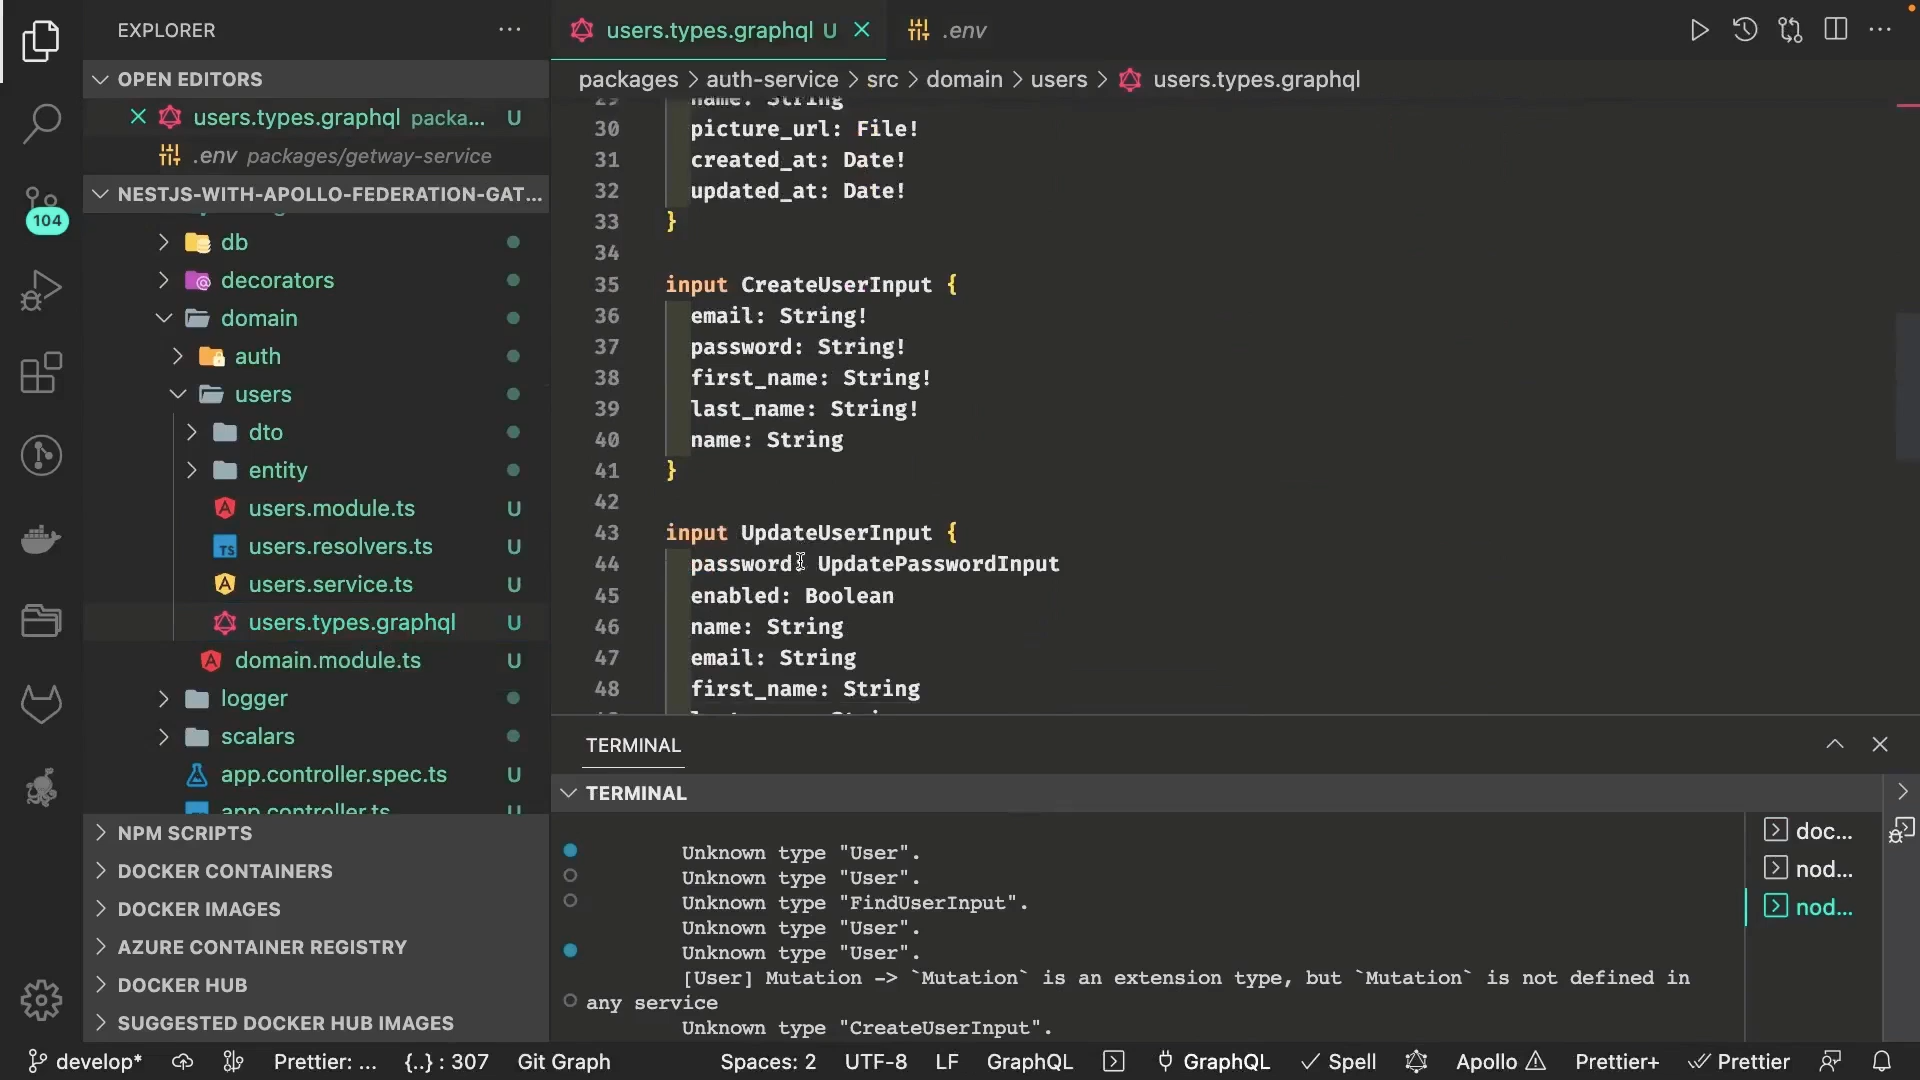 EXPLORER
OPEN EDITORS
users.types.graphql packa... U
.env packages/getway-service
NESTJS-WITH-APOLLO-FEDERATION-GAT...
104
db
decorators
domain
auth
users
dto
entity
users.module.ts U
users.resolvers.ts U
users.service.ts U
users.types.graphql U
domain.module.ts U
logger
scalars
app.controller.spec.ts U
app.controller.ts U
NPM SCRIPTS
DOCKER CONTAINERS
DOCKER IMAGES
AZURE CONTAINER REGISTRY
DOCKER HUB
SUGGESTED DOCKER HUB IMAGES
users.types.graphql U
.env
packages > auth-service > src > domain > users > users.types.graphql
29 name: String
30 picture_url: File!
31 created_at: Date!
32 updated_at: Date!
33 }
34
35 input CreateUserInput {
36 email: String!
37 password: String!
38 first_name: String!
39 last_name: String!
40 name: String
41 }
42
43 input UpdateUserInput {
44 password: UpdatePasswordInput
45 enabled: Boolean
46 name: String
47 email: String
48 first_name: String
TERMINAL
TERMINAL
Unknown type "User".
Unknown type "User".
Unknown type "FindUserInput".
Unknown type "User".
Unknown type "User".
[User] Mutation -> `Mutation` is an extension type, but `Mutation` is not defined in
any service
Unknown type "CreateUserInput".
doc...
nod...
nod...
develop* Prettier: ... {..} : 307 Git Graph Spaces: 2 UTF-8 LF GraphQL GraphQL Spell Apollo Prettier+ Prettier